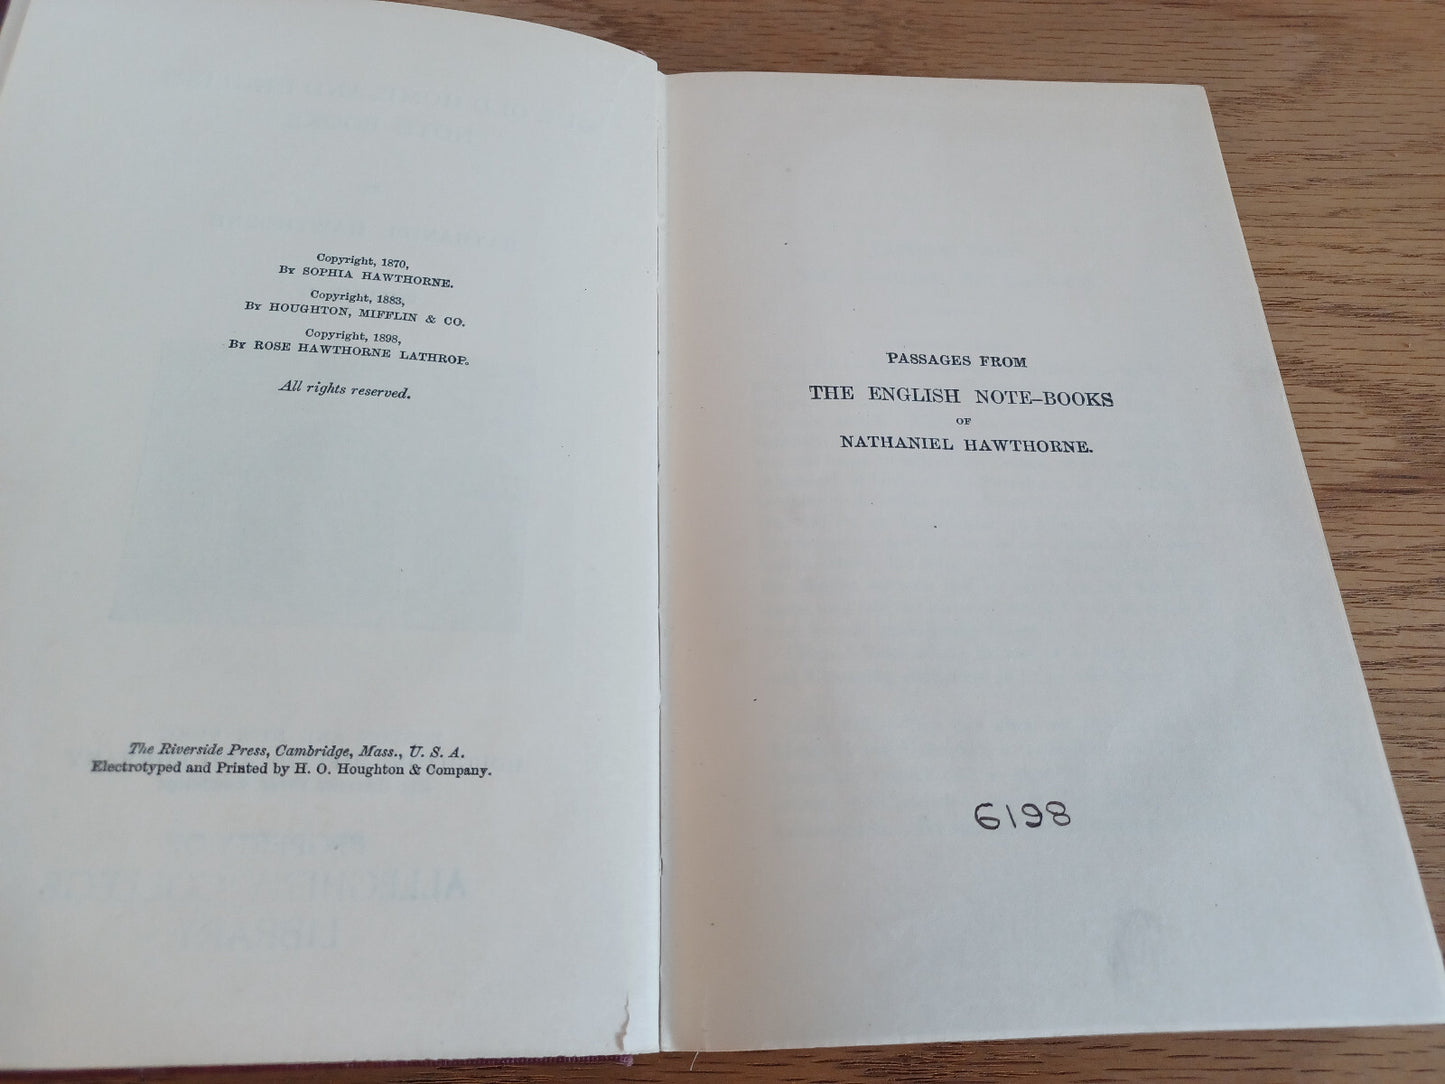 Copyright, 1870,
By SOPHIA HAWTHORNE.
Copyright, 1883,
By HOUGHTON, MIFFLIN & CO.
Copyright, 1898,
By ROSE HAWTHORNE LATHROP.
All rights reserved.
The Riverside Press, Cambridge, Mass., U. S. A.
Electrotyped and Printed by H. O. Houghton & Company.
PASSAGES FROM
THE ENGLISH NOTE-BOOKS
OF
NATHANIEL HAWTHORNE.
6198